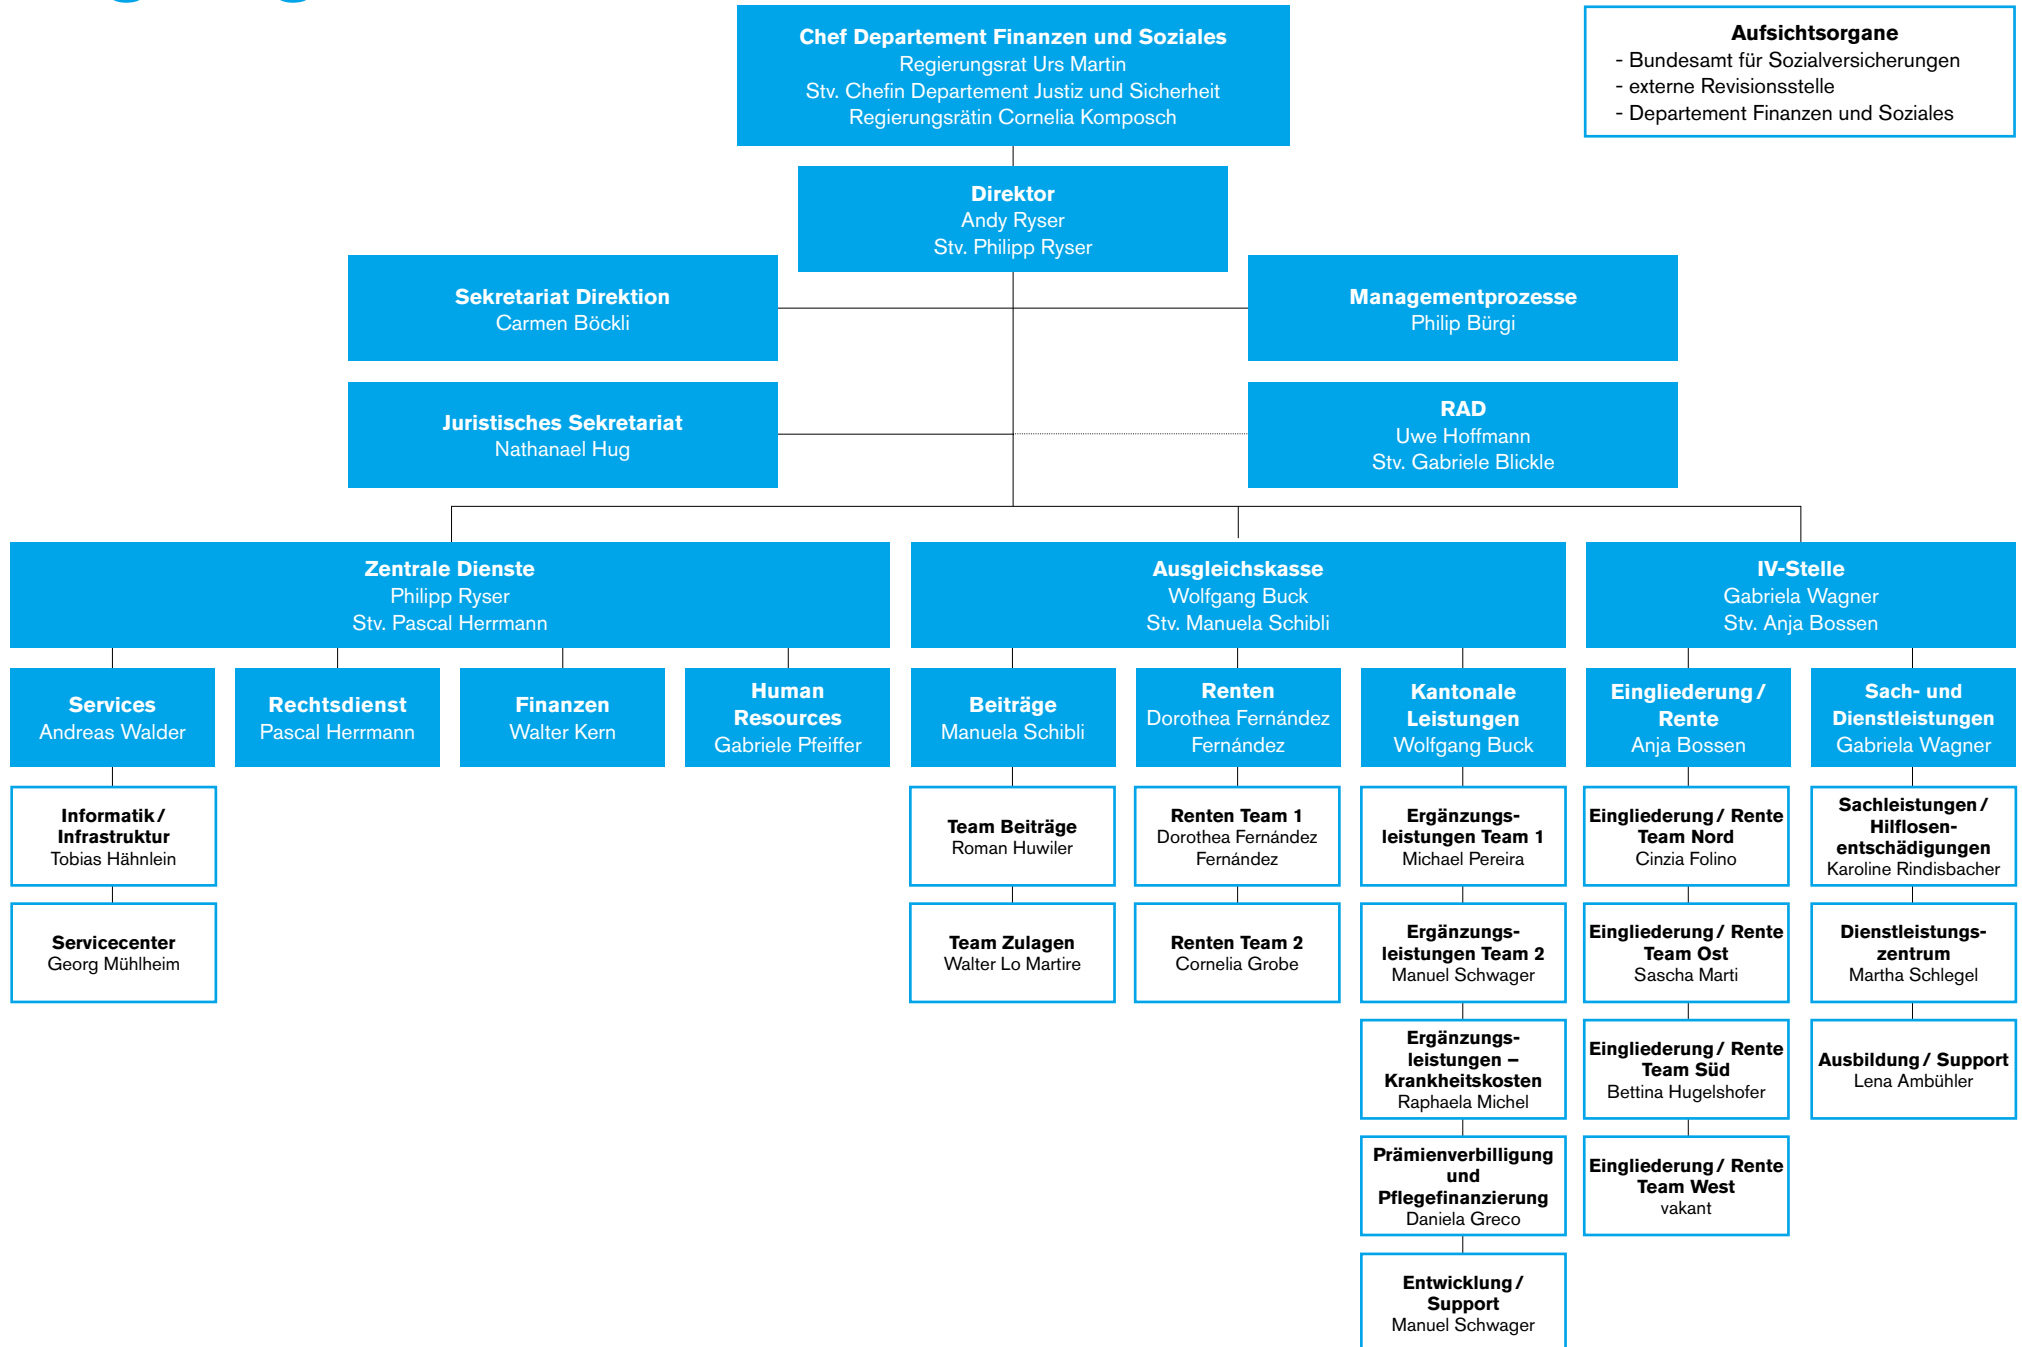 Chef Departement Finanzen und Soziales
Regierungsrat Urs Martin
Stv. Chefin Departement Justiz und Sicherheit
Regierungsrätin Cornelia Komposch
Aufsichtsorgane
- Bundesamt für Sozialversicherungen
- externe Revisionsstelle
- Departement Finanzen und Soziales
Direktor
Andy Ryser
Stv. Philipp Ryser
Sekretariat Direktion
Carmen Böckli
Managementprozesse
Philip Bürgi
Juristisches Sekretariat
Nathanael Hug
RAD
Uwe Hoffmann
Stv. Gabriele Blickle
Zentrale Dienste
Philipp Ryser
Stv. Pascal Herrmann
Ausgleichskasse
Wolfgang Buck
Stv. Manuela Schibli
IV-Stelle
Gabriela Wagner
Stv. Anja Bossen
Services
Andreas Walder
Rechtsdienst
Pascal Herrmann
Finanzen
Walter Kern
Human
Resources
Gabriele Pfeiffer
Beiträge
Manuela Schibli
Renten
Dorothea Fernández
Fernández
Kantonale
Leistungen
Wolfgang Buck
Eingliederung /
Rente
Anja Bossen
Sach- und
Dienstleistungen
Gabriela Wagner
Informatik /
Infrastruktur
Tobias Hähnlein
Team Beiträge
Roman Huwiler
Renten Team 1
Dorothea Fernández
Fernández
Ergänzungs-
leistungen Team 1
Michael Pereira
Eingliederung / Rente
Team Nord
Cinzia Folino
Sachleistungen /
Hilflosen-
entschädigungen
Karoline Rindisbacher
Servicecenter
Georg Mühlheim
Team Zulagen
Walter Lo Martire
Renten Team 2
Cornelia Grobe
Ergänzungs-
leistungen Team 2
Manuel Schwager
Eingliederung / Rente
Team Ost
Sascha Marti
Dienstleistungs-
zentrum
Martha Schlegel
Ergänzungs-
leistungen –
Krankheitskosten
Raphaela Michel
Eingliederung / Rente
Team Süd
Bettina Hugelshofer
Ausbildung / Support
Lena Ambühler
Prämienverbilligung
und
Pflegefinanzierung
Daniela Greco
Eingliederung / Rente
Team West
vakant
Entwicklung /
Support
Manuel Schwager